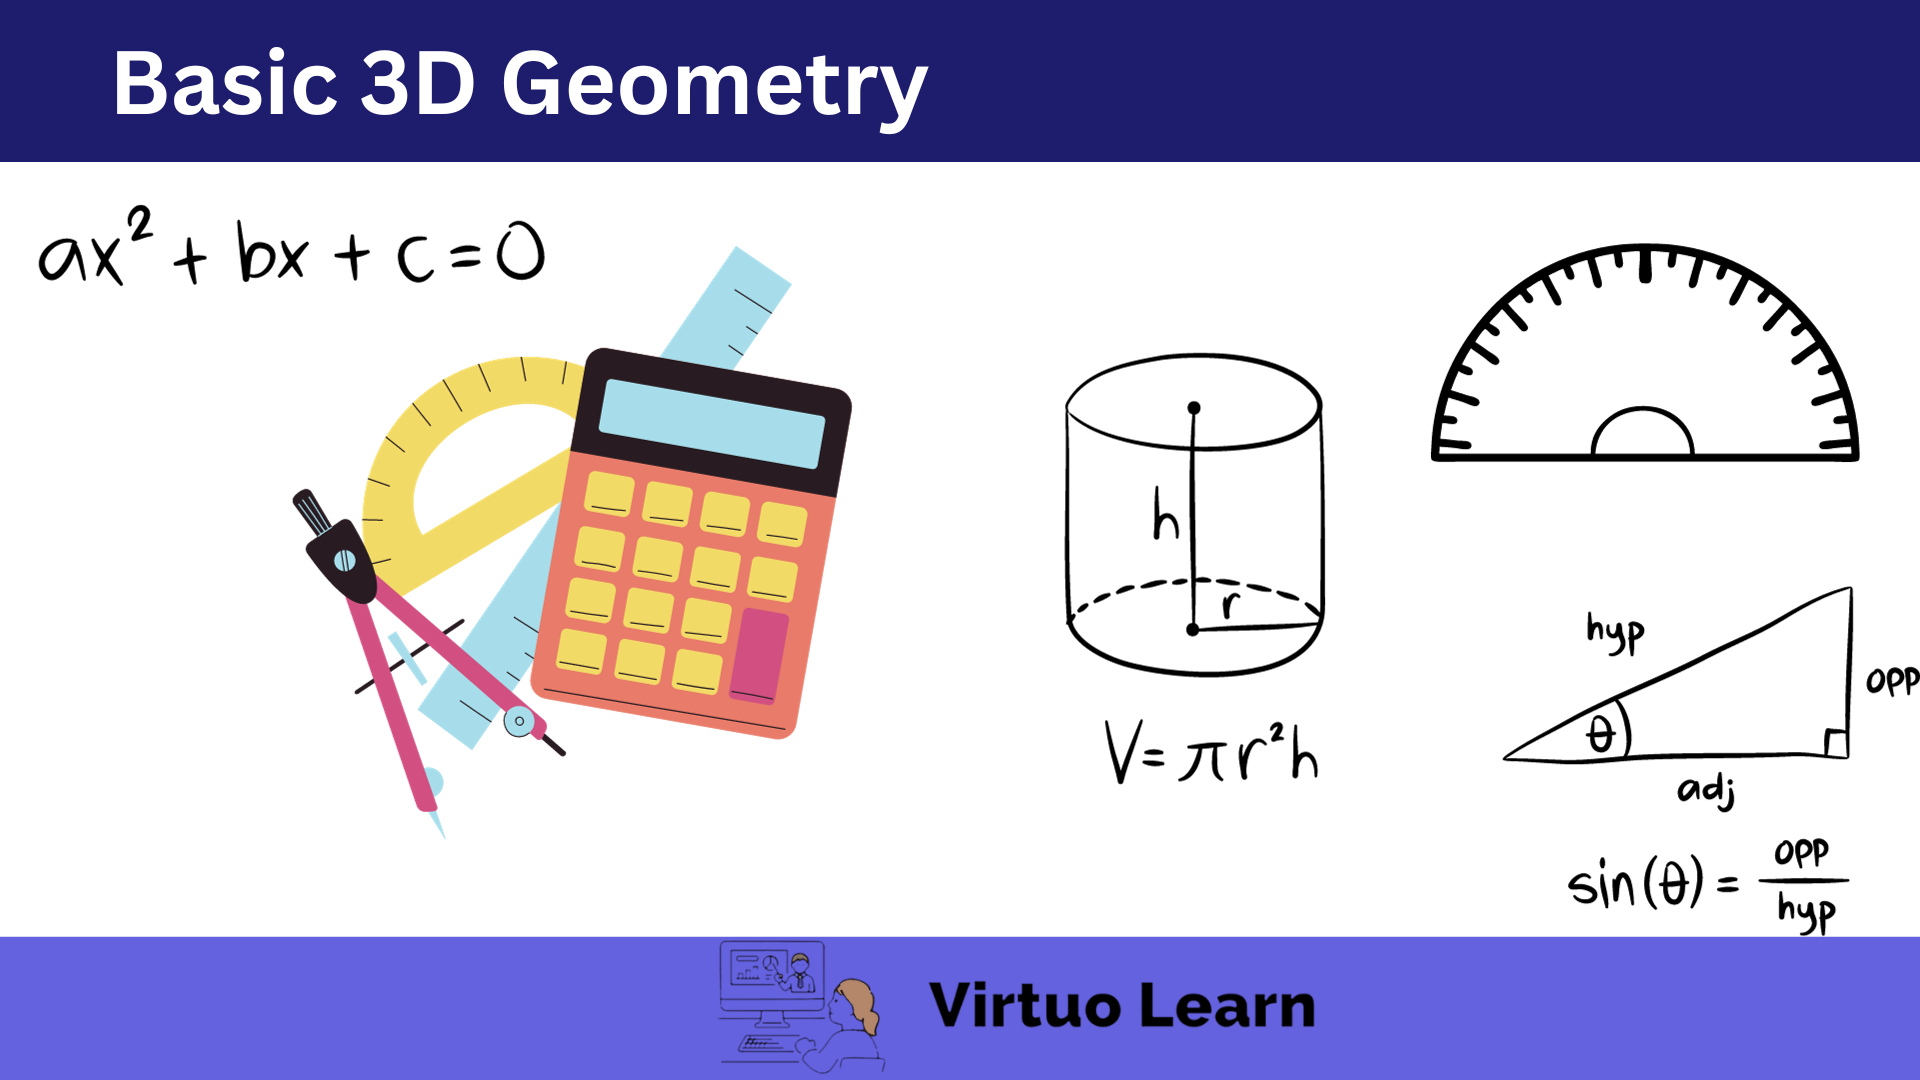 Basic 3D Geometry
ax² + bx + c = 0
h
r
V = πr²h
hyp
opp
θ
adj
sin(θ) = opp/hyp
Virtuo Learn